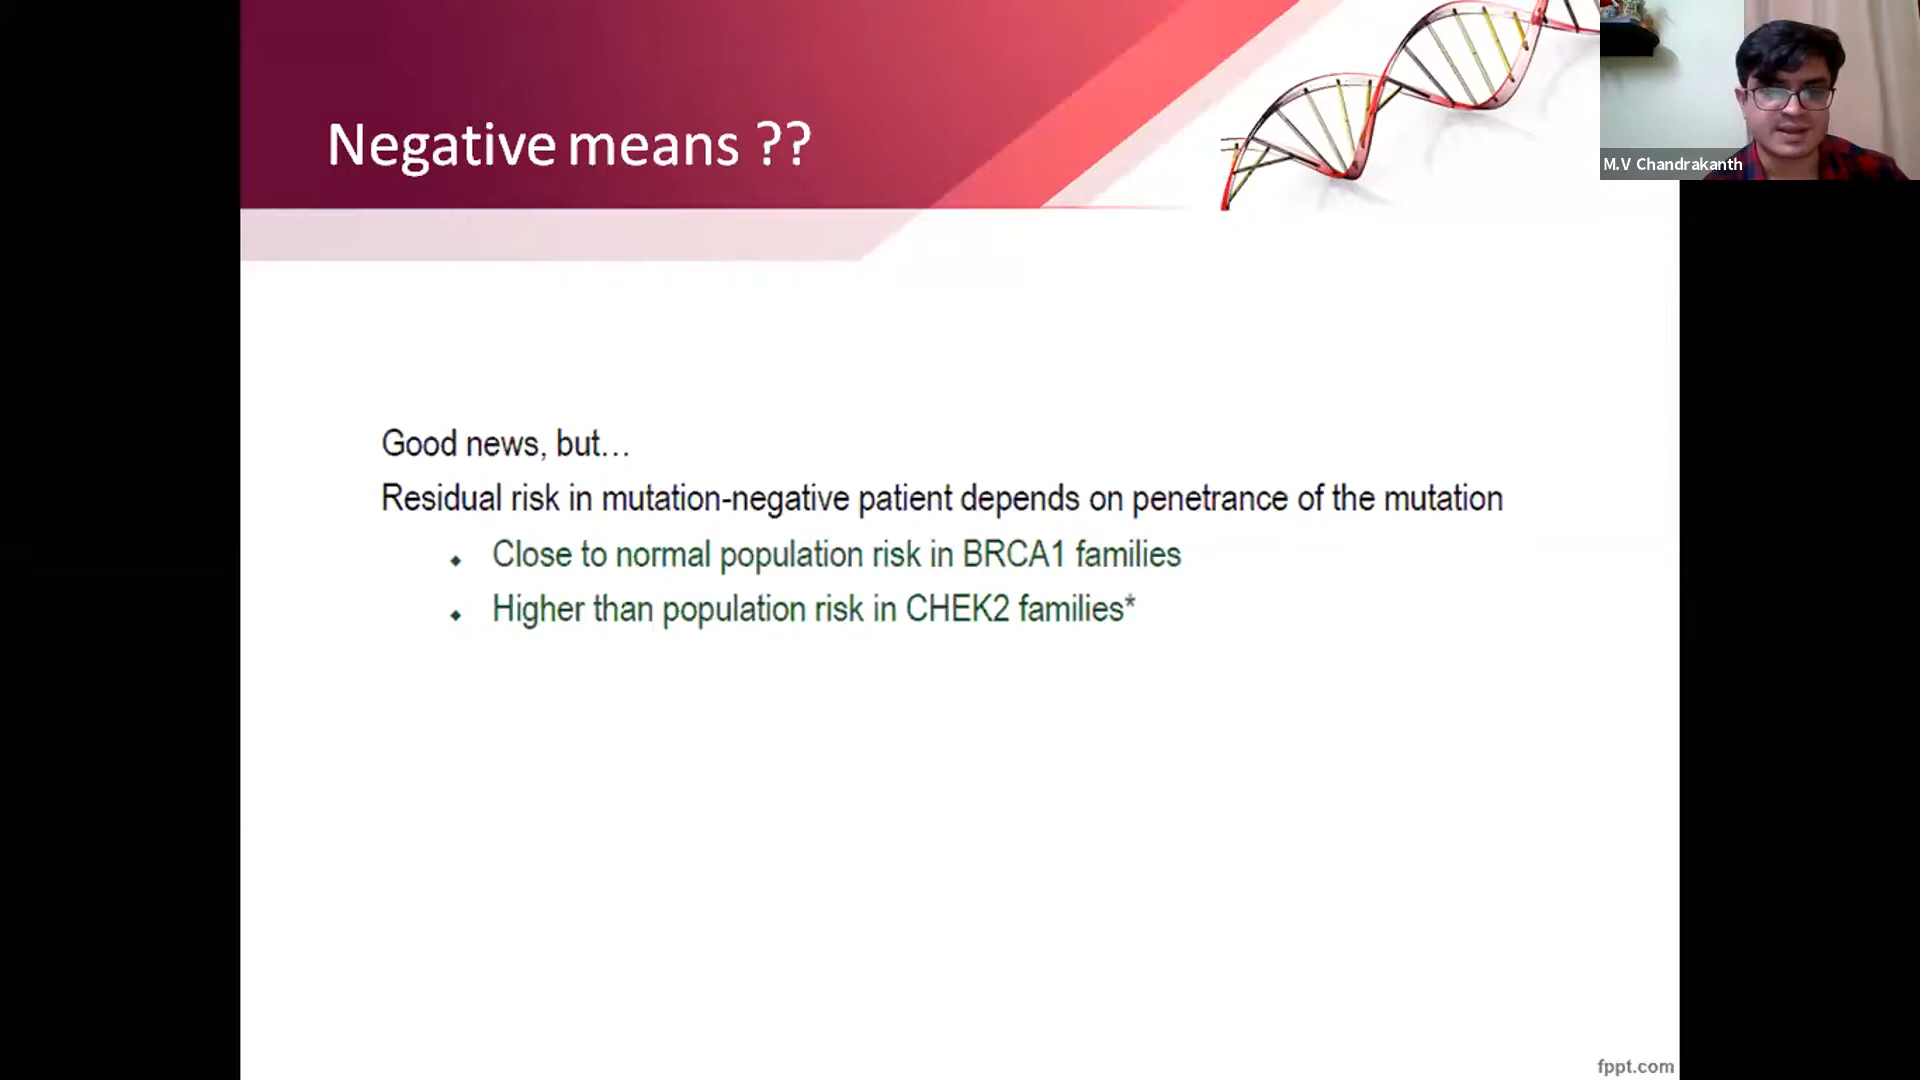 Negative means ??
M.V Chandrakanth
Good news, but...
Residual risk in mutation-negative patient depends on penetrance of the mutation
Close to normal population risk in BRCA1 families
Higher than population risk in CHEK2 families*
fppt.com